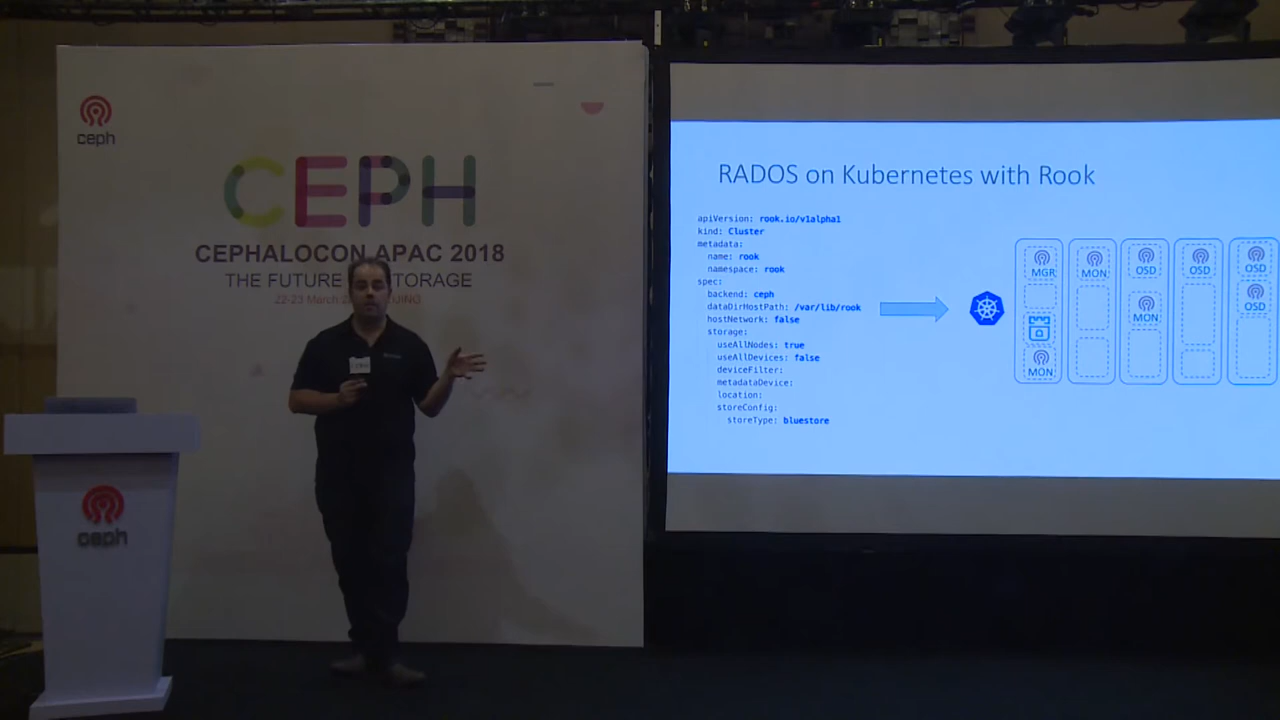 ceph
CEPH
CEPHALOCON APAC 2018
THE FUTURE STORAGE
22-23 March
ceph
RADOS on Kubernetes with Rook
apiVersion: rook.io/v1alpha1
kind: Cluster
metadata:
name: rook
namespace: rook
spec:
backend: ceph
dataDirHostPath: /var/lib/rook
hostNetwork: false
storage:
useAllNodes: true
useAllDevices: false
deviceFilter:
metadataDevice:
location:
storeConfig:
storeType: bluestore
MGR
MON
MON
OSD
MON
OSD
OSD
OSD